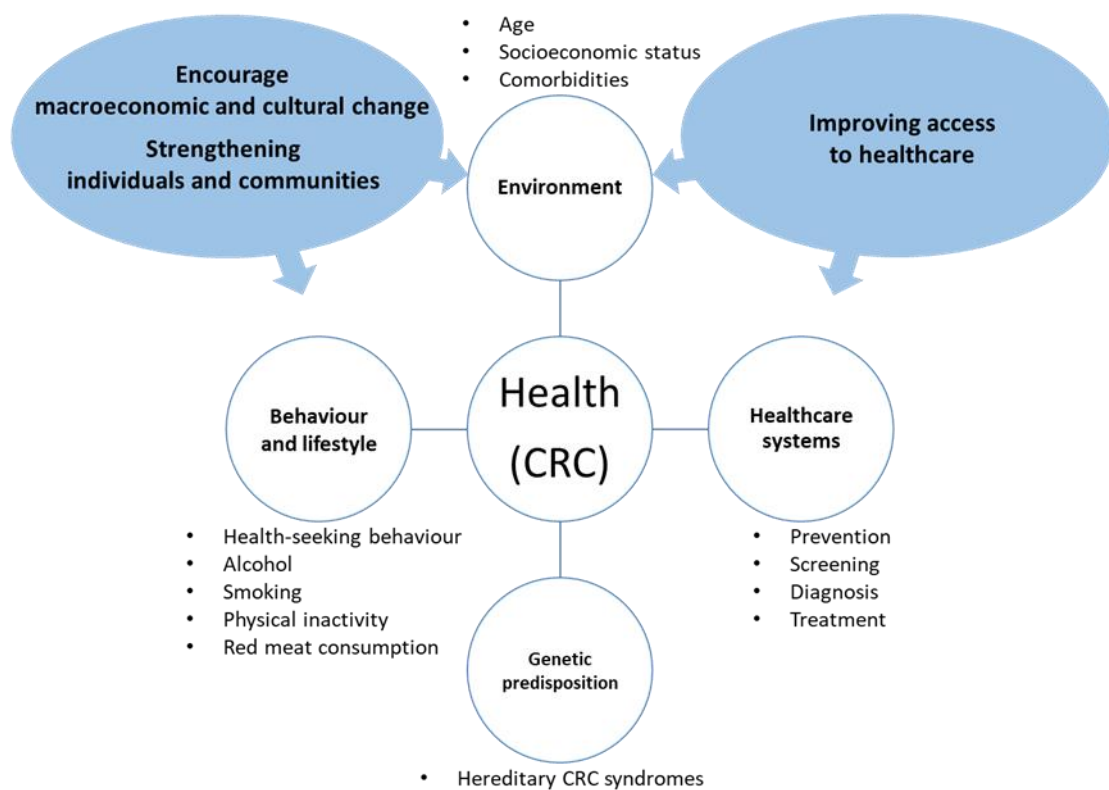 Encourage
macroeconomic and cultural change
Strengthening
individuals and communities
• Age
• Socioeconomic status
• Comorbidities
Improving access
to healthcare
Environment
Behaviour
and lifestyle
Health
(CRC)
Healthcare
systems
• Health-seeking behaviour
• Alcohol
• Smoking
• Physical inactivity
• Red meat consumption
• Prevention
• Screening
• Diagnosis
• Treatment
Genetic
predisposition
• Hereditary CRC syndromes